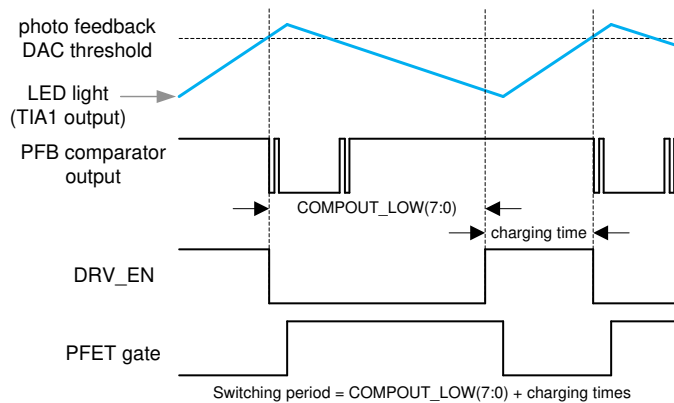 photo feedback
DAC threshold
LED light
(TIA1 output)
PFB comparator
output
COMPOUT_LOW(7:0)
charging time
DRV_EN
PFET gate
Switching period = COMPOUT_LOW(7:0) + charging times